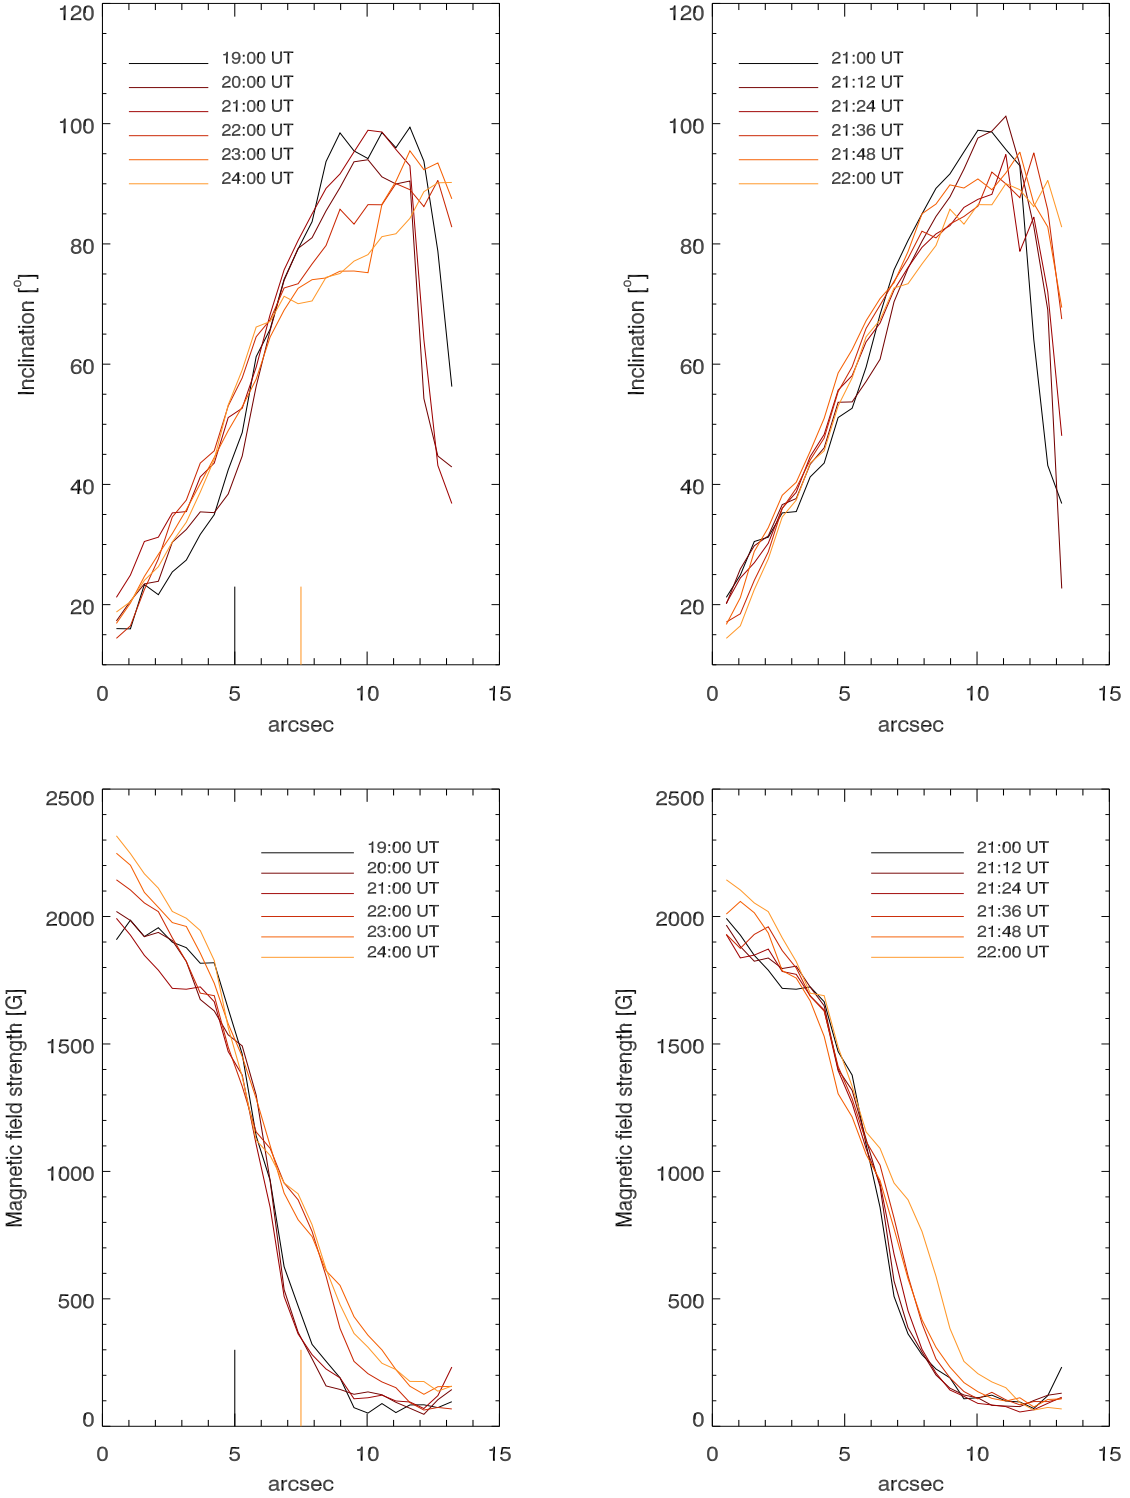 120
100
80
60
40
20
Inclination [°]
19:00 UT
20:00 UT
21:00 UT
22:00 UT
23:00 UT
24:00 UT
0 5 10 15
arcsec
120
100
80
60
40
20
Inclination [°]
21:00 UT
21:12 UT
21:24 UT
21:36 UT
21:48 UT
22:00 UT
0 5 10 15
arcsec
2500
2000
1500
1000
500
0
Magnetic field strength [G]
19:00 UT
20:00 UT
21:00 UT
22:00 UT
23:00 UT
24:00 UT
0 5 10 15
arcsec
2500
2000
1500
1000
500
0
Magnetic field strength [G]
21:00 UT
21:12 UT
21:24 UT
21:36 UT
21:48 UT
22:00 UT
0 5 10 15
arcsec